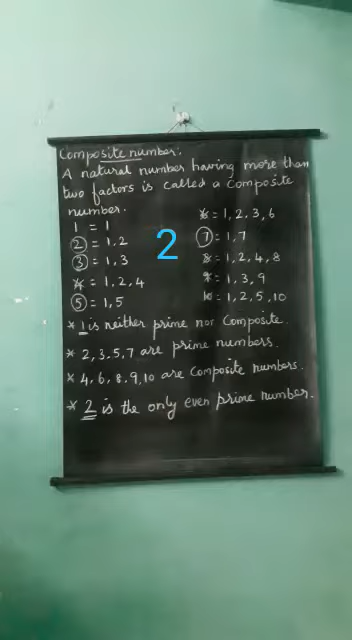 Composite number:
A natural number having more than
two factors is called a Composite
number.
1 = 1
2 = 1,2
3 = 1,3
4 = 1,2,4
5 = 1,5
6 = 1,2,3,6
7 = 1,7
8 = 1,2,4,8
9 = 1,3,9
10 = 1,2,5,10
2
* 1 is neither prime nor Composite.
* 2,3,5,7 are prime numbers.
* 4,6,8,9,10 are Composite numbers.
* 2 is the only even prime number.